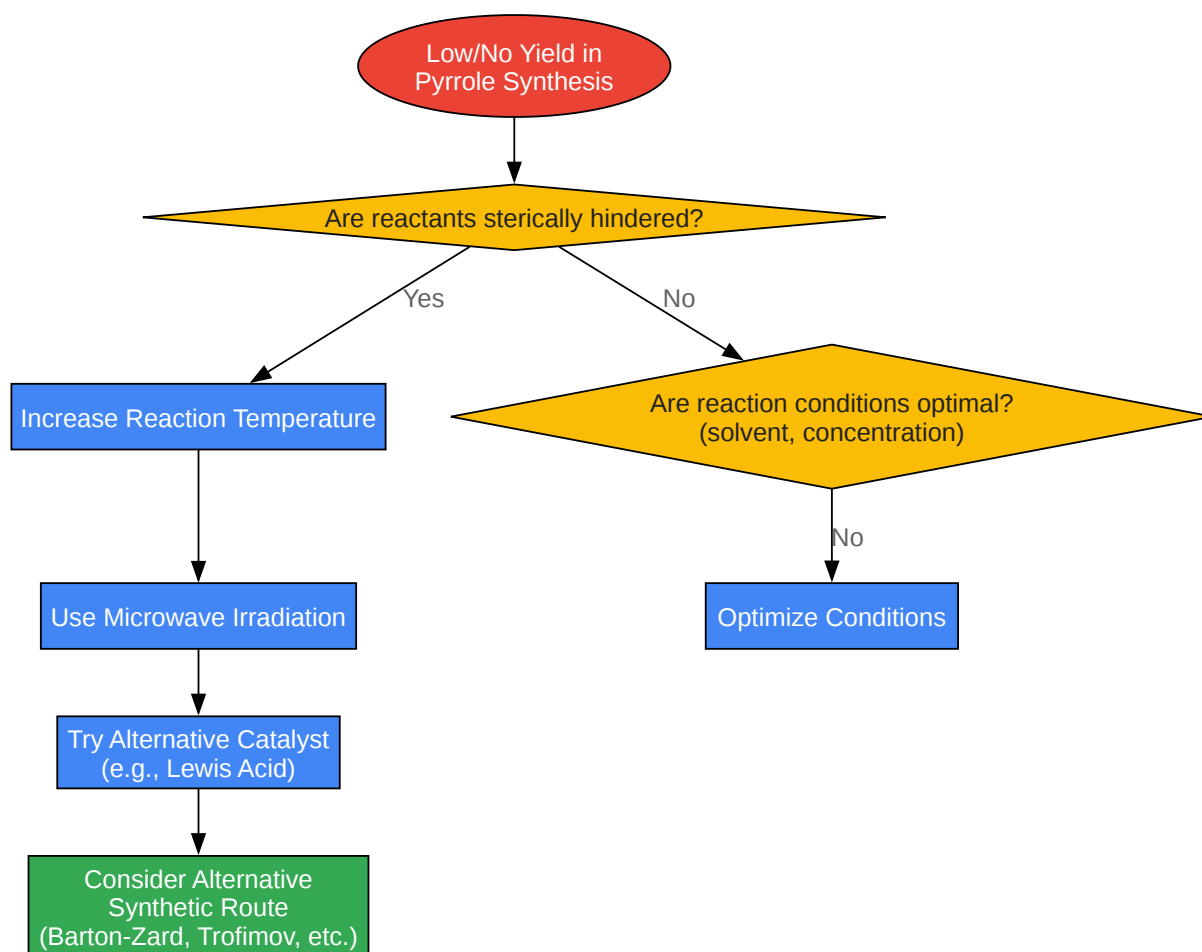 Low/No Yield in
Pyrrole Synthesis
Are reactants sterically hindered?
Yes
No
Increase Reaction Temperature
Are reaction conditions optimal?
(solvent, concentration)
No
Use Microwave Irradiation
Optimize Conditions
Try Alternative Catalyst
(e.g., Lewis Acid)
Consider Alternative
Synthetic Route
(Barton-Zard, Trofimov, etc.)